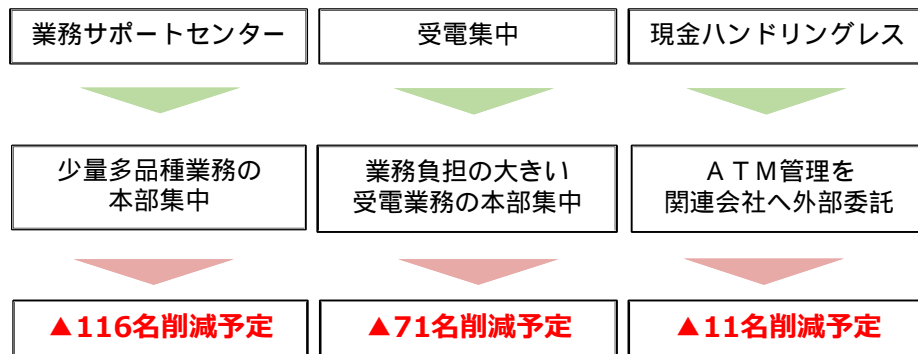 業務サポートセンター
受電集中
現金ハンドリングレス
少量多品種業務の
本部集中
業務負担の大きい
受電業務の本部集中
ＡＴＭ管理を
関連会社へ外部委託
▲116名削減予定
▲71名削減予定
▲11名削減予定